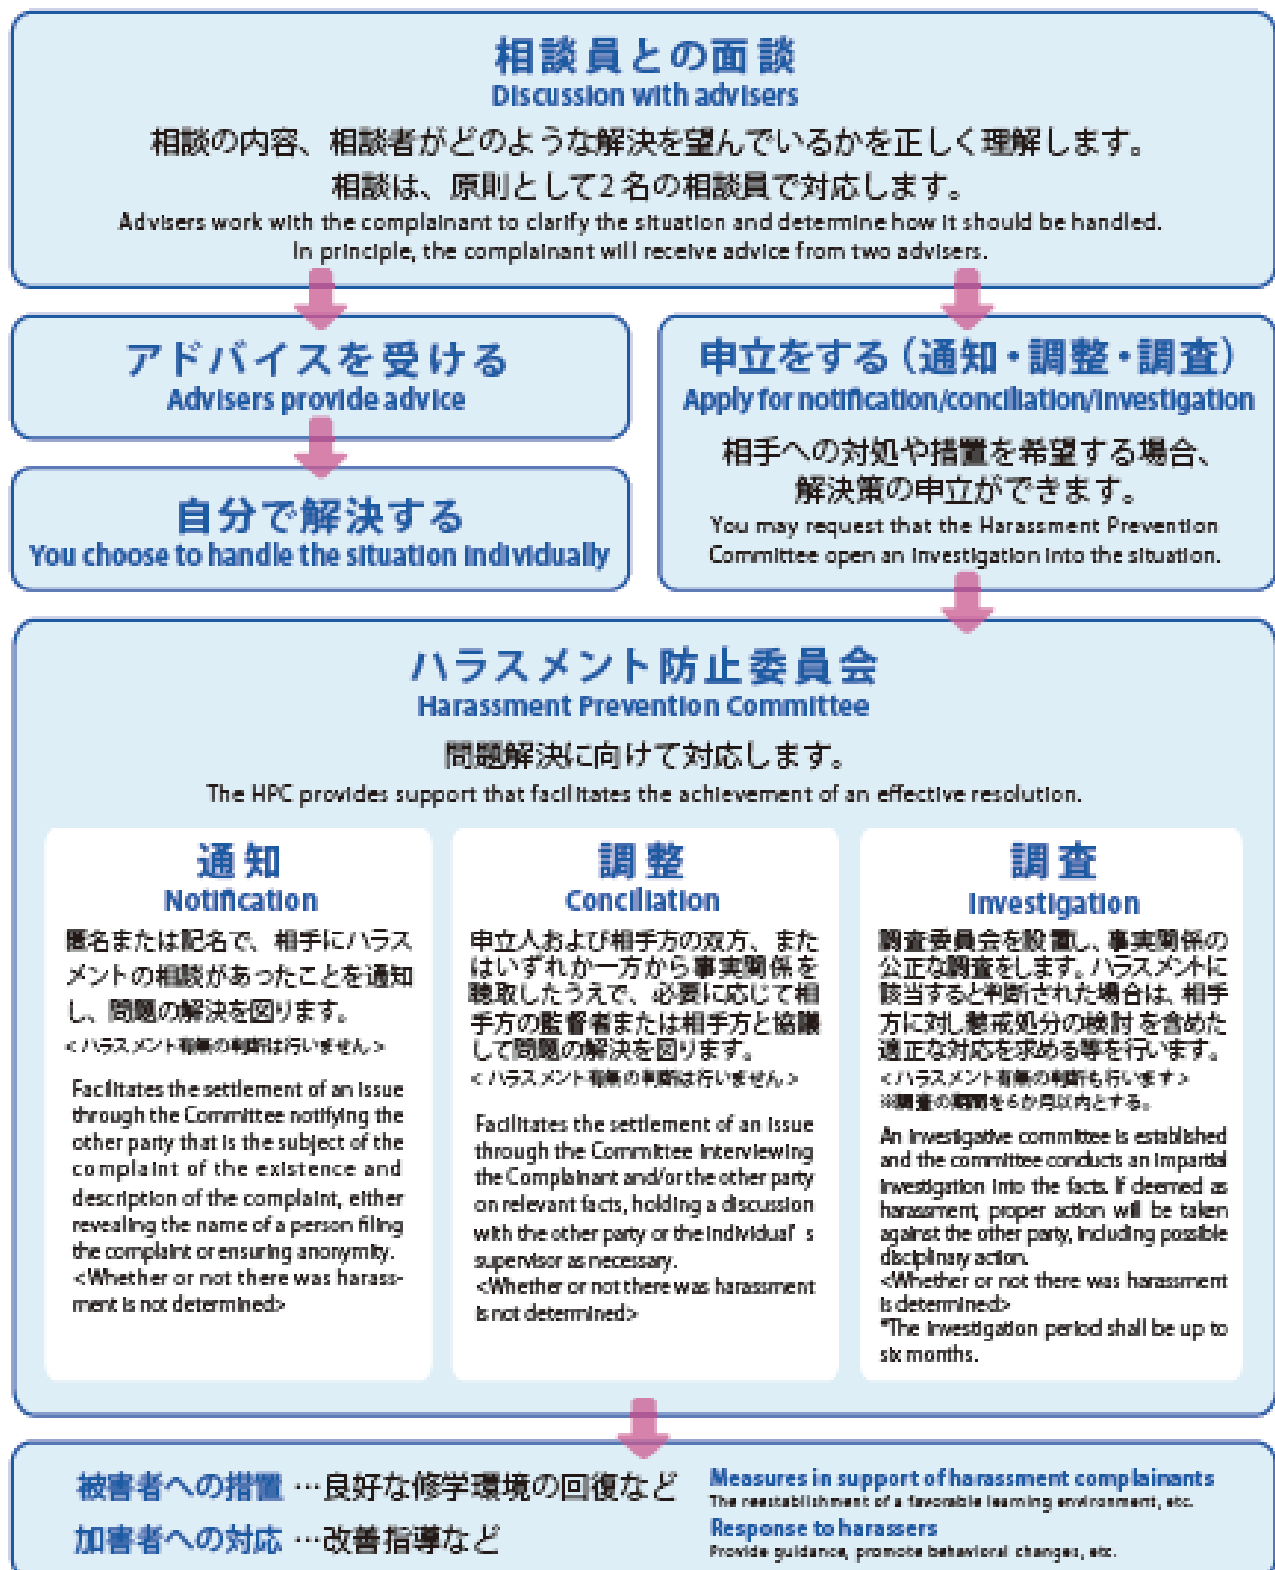 相談員との面談
Discussion with advisers
相談の内容、相談者がどのような解決を望んでいるかを正しく理解します。
相談は、原則として2名の相談員で対応します。
Advisers work with the complainant to clarify the situation and determine how it should be handled.
In principle, the complainant will receive advice from two advisers.
アドバイスを受ける
Advisers provide advice
自分で解決する
You choose to handle the situation individually
申立をする（通知・調整・調査）
Apply for notification/conciliation/investigation
相手への対処や措置を希望する場合、
解決策の申立ができます。
You may request that the Harassment Prevention
Committee open an investigation into the situation.
ハラスメント防止委員会
Harassment Prevention Committee
問題解決に向けて対応します。
The HPC provides support that facilitates the achievement of an effective resolution.
通知
Notification
匿名または記名で、相手にハラス
メントの相談があったことを通知
し、問題の解決を図ります。
<ハラスメント有無の判断は行いません>
Facilitates the settlement of an issue
through the Committee notifying the
other party that is the subject of the
complaint of the existence and
description of the complaint, either
revealing the name of a person filing
the complaint or ensuring anonymity.
<Whether or not there was harass-
ment is not determined>
調整
Conciliation
申立人および相手方の双方、また
はいずれか一方から事実関係を
聴取したうえで、必要に応じて相
手方の監督者または相手方と協議
して問題の解決を図ります。
<ハラスメント有無の判断は行いません>
Facilitates the settlement of an issue
through the Committee interviewing
the Complainant and/or the other party
on relevant facts, holding a discussion
with the other party or the individual's
supervisor as necessary.
<Whether or not there was harassment
is not determined>
調査
Investigation
調査委員会を設置し、事実関係の
公正な調査をします。ハラスメントに
該当すると判断された場合は、相手
方に対し懲戒処分の検討を含めた
適正な対応を求める等を行います。
<ハラスメント有無の判断も行います>
※調査の期間を6か月以内とする。
An investigative committee is established
and the committee conducts an impartial
investigation into the facts. If deemed as
harassment, proper action will be taken
against the other party, including possible
disciplinary action.
<Whether or not there was harassment
is determined>
*The investigation period shall be up to
six months.
被害者への措置 …良好な修学環境の回復など
加害者への対応 …改善指導など
Measures in support of harassment complainants
The reestablishment of a favorable learning environment, etc.
Response to harassers
Provide guidance, promote behavioral changes, etc.